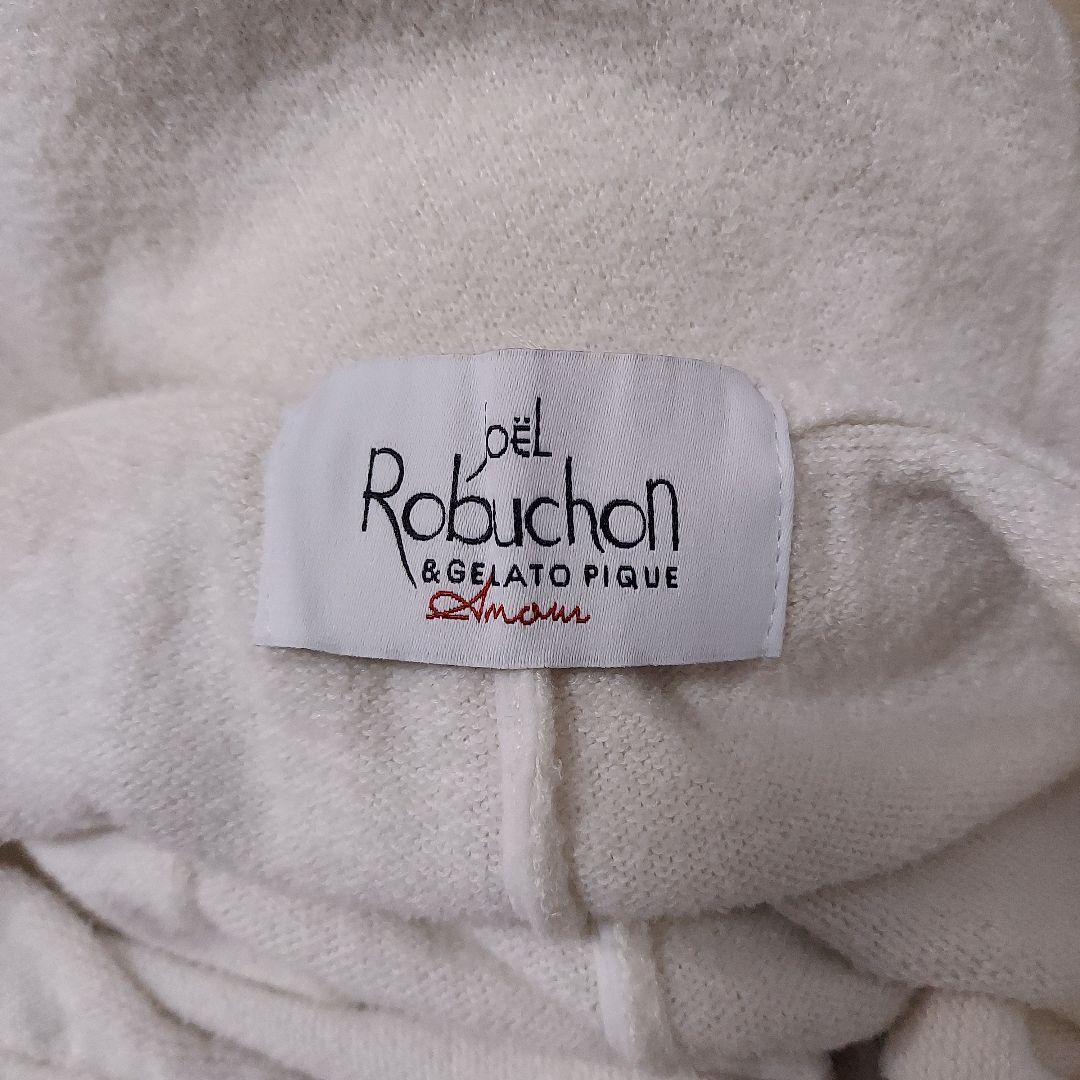 Joël
Robuchon
& GELATO PIQUE
Amour